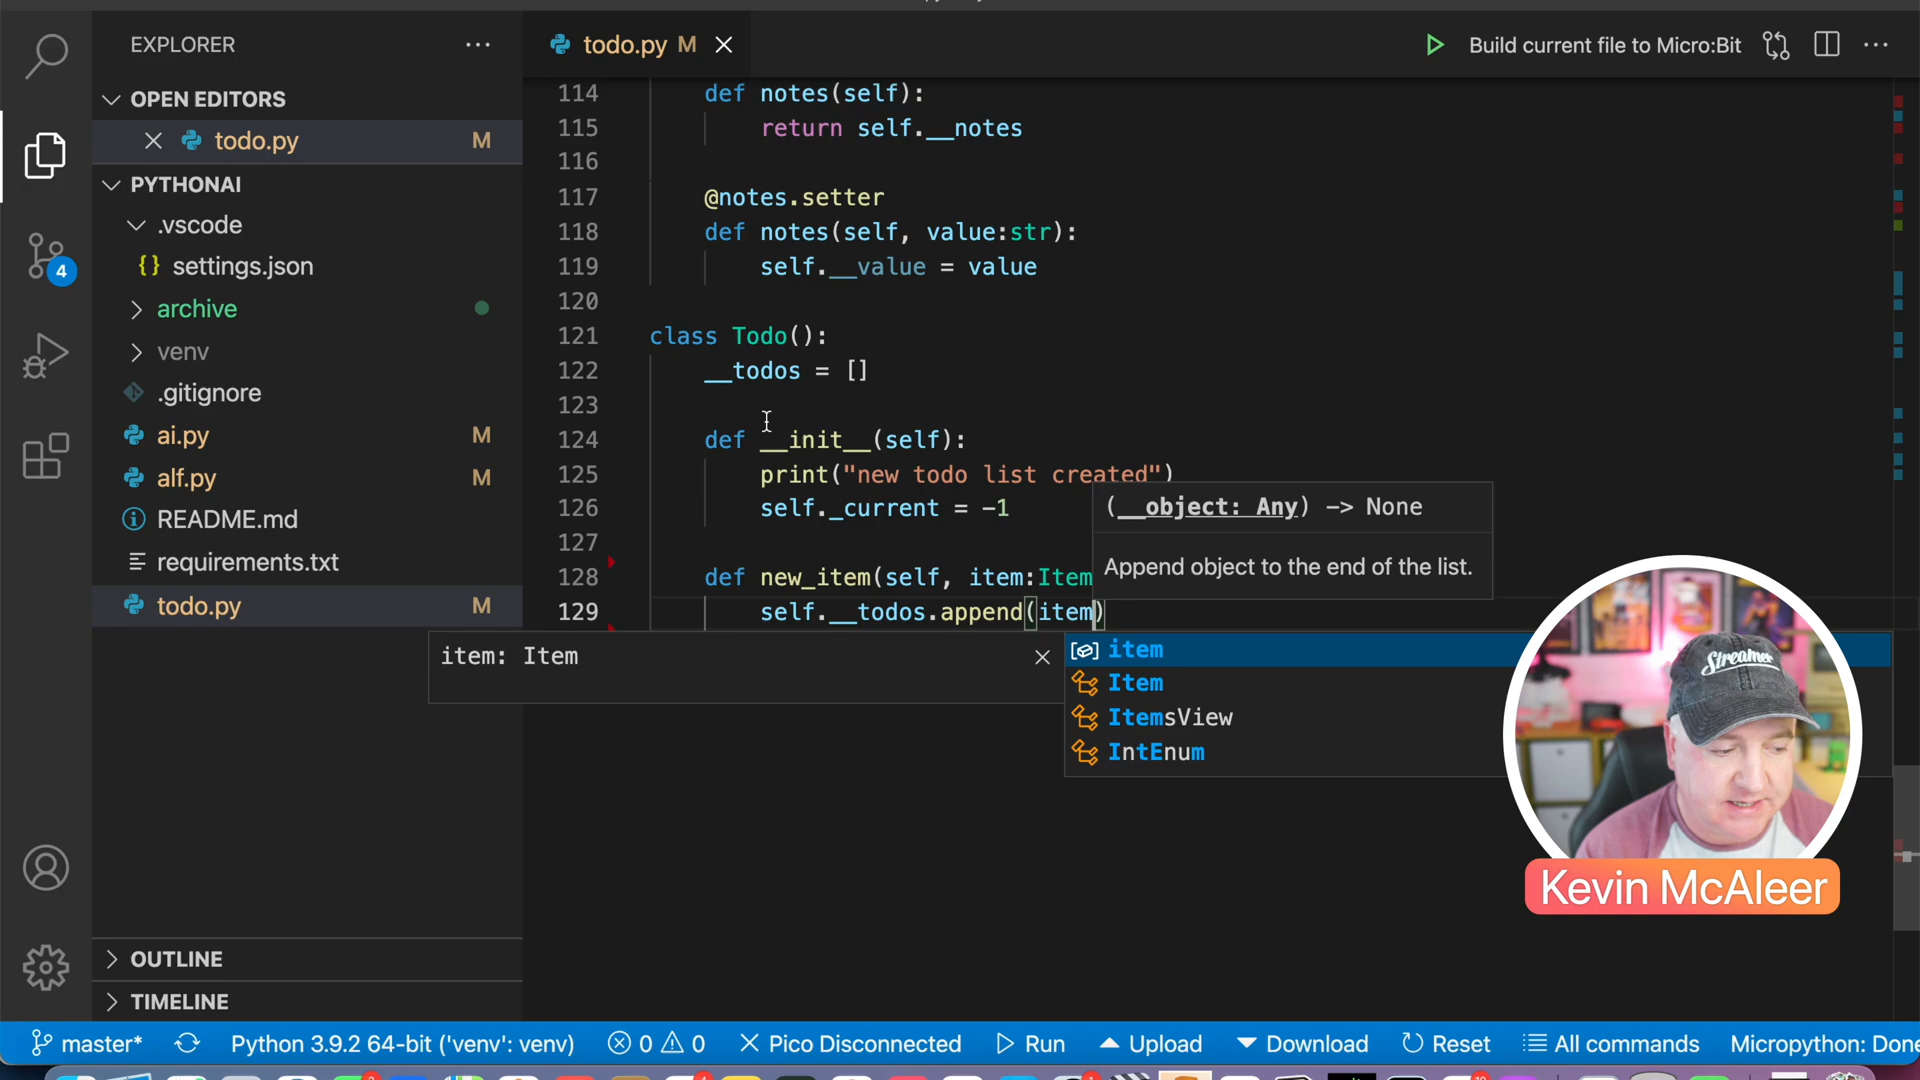 EXPLORER
todo.py M
Build current file to Micro:Bit
OPEN EDITORS
todo.py M
PYTHONAI
.vscode
{} settings.json
archive
venv
.gitignore
ai.py M
alf.py M
README.md
requirements.txt
todo.py M
OUTLINE
TIMELINE
4
114 def notes(self):
115 return self.__notes
116
117 @notes.setter
118 def notes(self, value:str):
119 self.__value = value
120
121 class Todo():
122 __todos = []
123
124 def __init__(self):
125 print("new todo list created")
126 self._current = -1
127
128 def new_item(self, item:Item
129 self.__todos.append(item)
(__object: Any) -> None
Append object to the end of the list.
item: Item
item
Item
ItemsView
IntEnum
Streamer
Kevin McAleer
master* Python 3.9.2 64-bit ('venv': venv) 0 0 Pico Disconnected Run Upload Download Reset All commands Micropython: Done